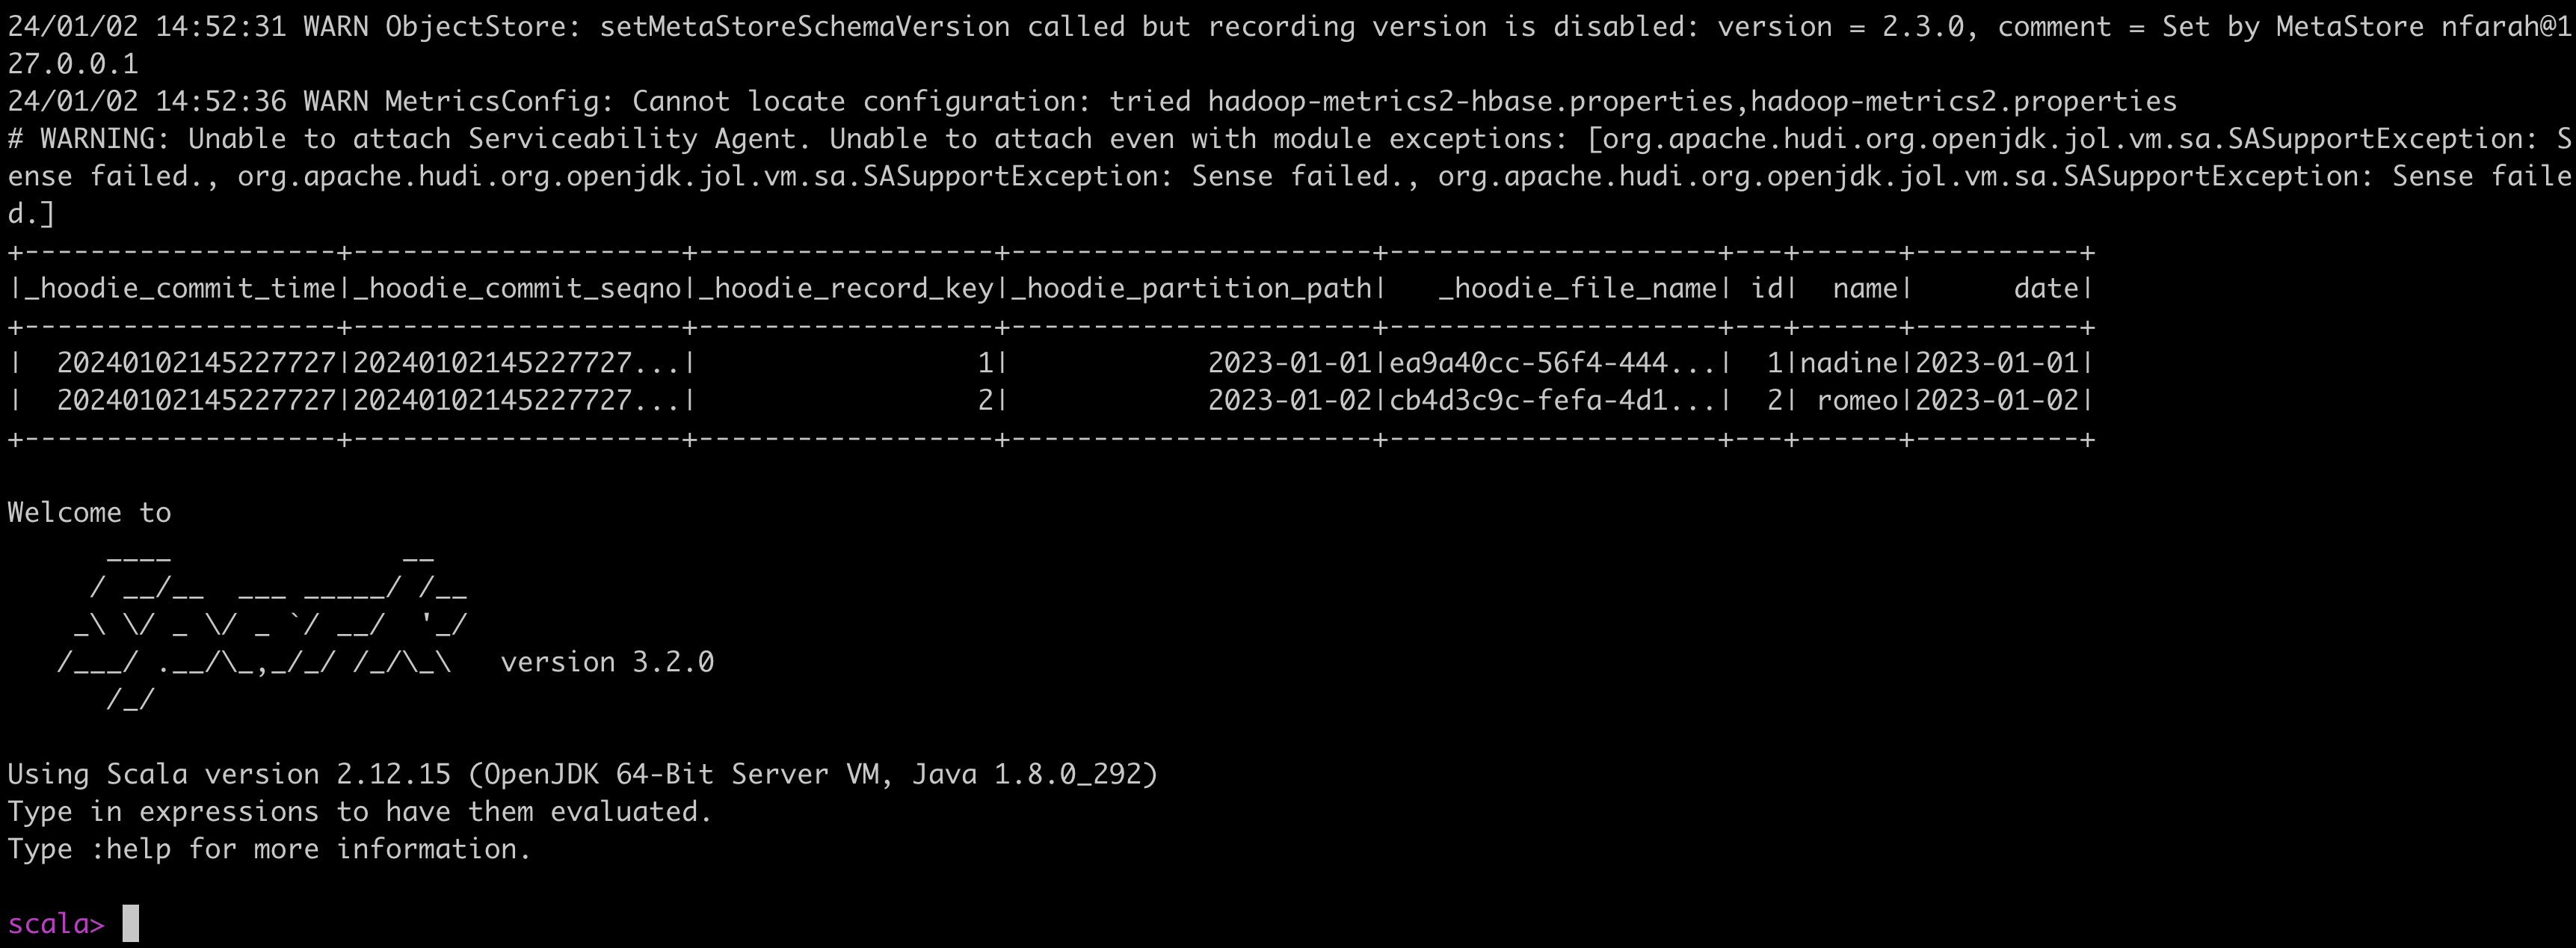 24/01/02 14:52:31 WARN ObjectStore: setMetaStoreSchemaVersion called but recording version is disabled: version = 2.3.0, comment = Set by MetaStore nfarah@1
27.0.0.1
24/01/02 14:52:36 WARN MetricsConfig: Cannot locate configuration: tried hadoop-metrics2-hbase.properties,hadoop-metrics2.properties
# WARNING: Unable to attach Serviceability Agent. Unable to attach even with module exceptions: [org.apache.hudi.org.openjdk.jol.vm.sa.SASupportException: S
ense failed., org.apache.hudi.org.openjdk.jol.vm.sa.SASupportException: Sense failed., org.apache.hudi.org.openjdk.jol.vm.sa.SASupportException: Sense faile
d.]
+-------------------+--------------------+------------------+----------------------+--------------------+---+------+----------+
|_hoodie_commit_time|_hoodie_commit_seqno|_hoodie_record_key|_hoodie_partition_path|   _hoodie_file_name| id|  name|      date|
+-------------------+--------------------+------------------+----------------------+--------------------+---+------+----------+
|  20240102145227727|20240102145227727...|                 1|            2023-01-01|ea9a40cc-56f4-444...|  1|nadine|2023-01-01|
|  20240102145227727|20240102145227727...|                 2|            2023-01-02|cb4d3c9c-fefa-4d1...|  2| romeo|2023-01-02|
+-------------------+--------------------+------------------+----------------------+--------------------+---+------+----------+
Welcome to
      ____              __
     / __/__  ___ _____/ /__
    _\ \/ _ \/ _ `/ __/  '_/
   /___/ .__/\_,_/_/ /_/\_\   version 3.2.0
      /_/
Using Scala version 2.12.15 (OpenJDK 64-Bit Server VM, Java 1.8.0_292)
Type in expressions to have them evaluated.
Type :help for more information.
scala>